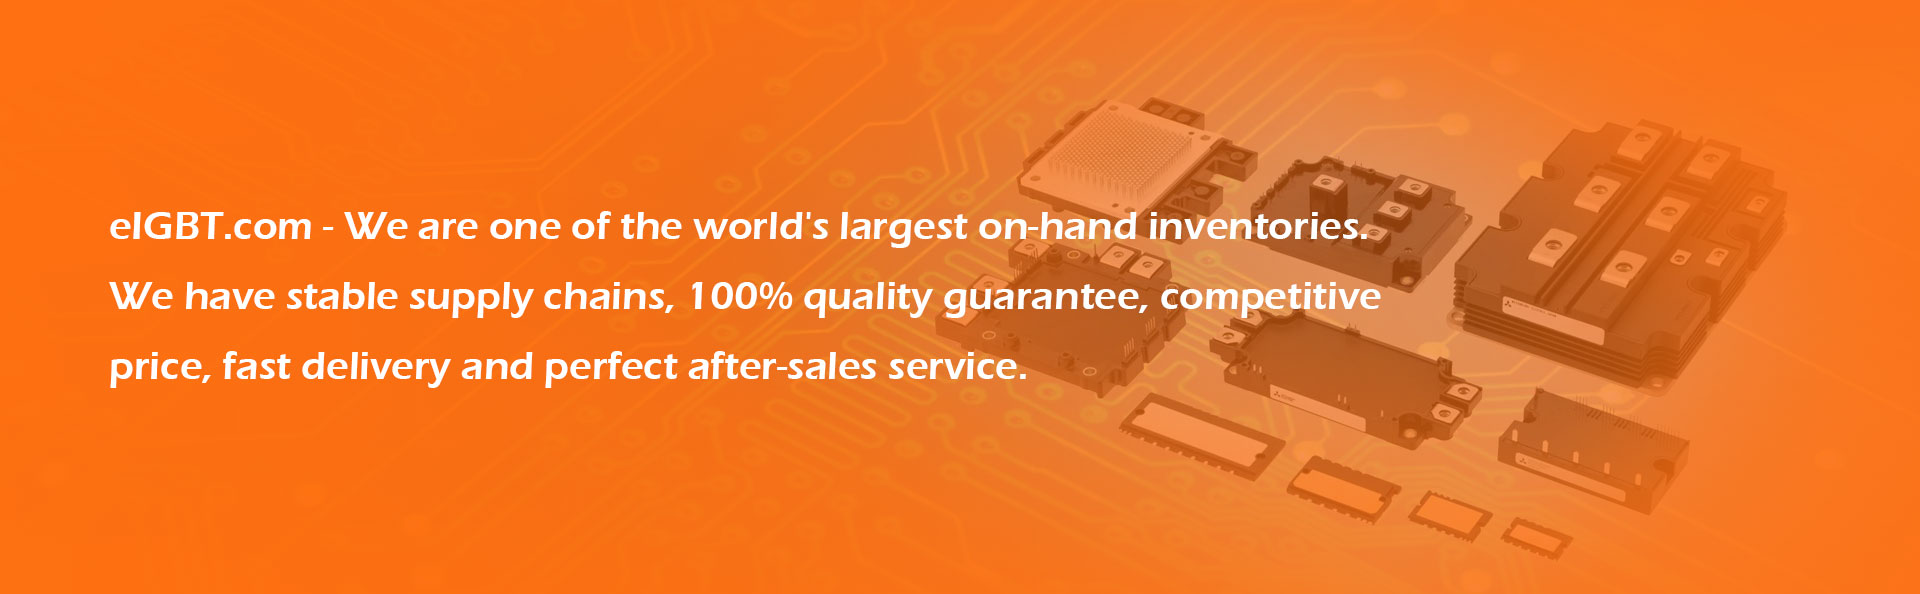 eIGBT.com - We are one of the world's largest on-hand inventories.
We have stable supply chains, 100% quality guarantee, competitive
price, fast delivery and perfect after-sales service.